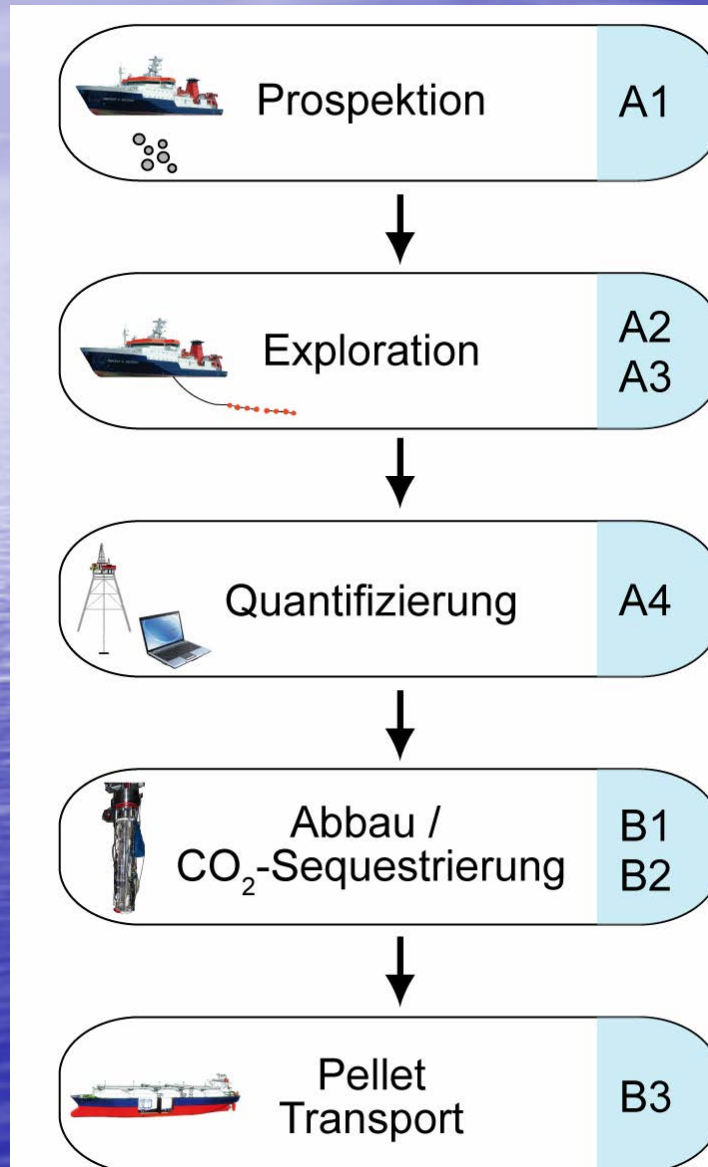 Prospektion
A1
Exploration
A2
A3
Quantifizierung
A4
Abbau /
CO₂-Sequestrierung
B1
B2
Pellet
Transport
B3